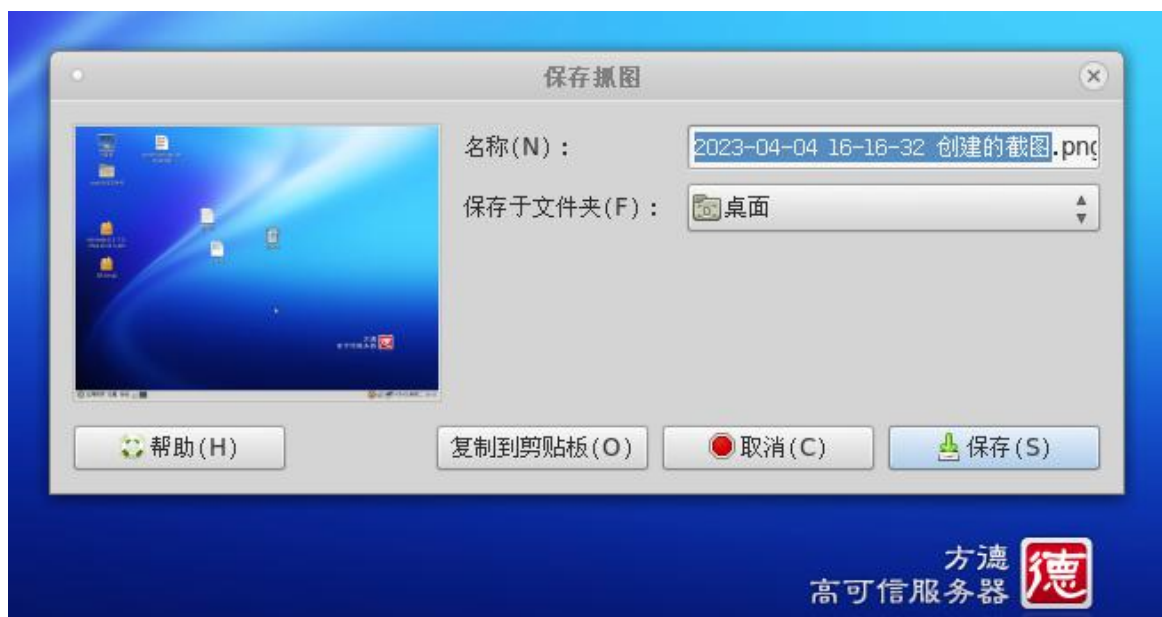 保存抓图
名称(N)：
2023-04-04 16-16-32 创建的截图.png
保存于文件夹(F)：
桌面
帮助(H)
复制到剪贴板(O)
取消(C)
保存(S)
方德
高可信服务器
德